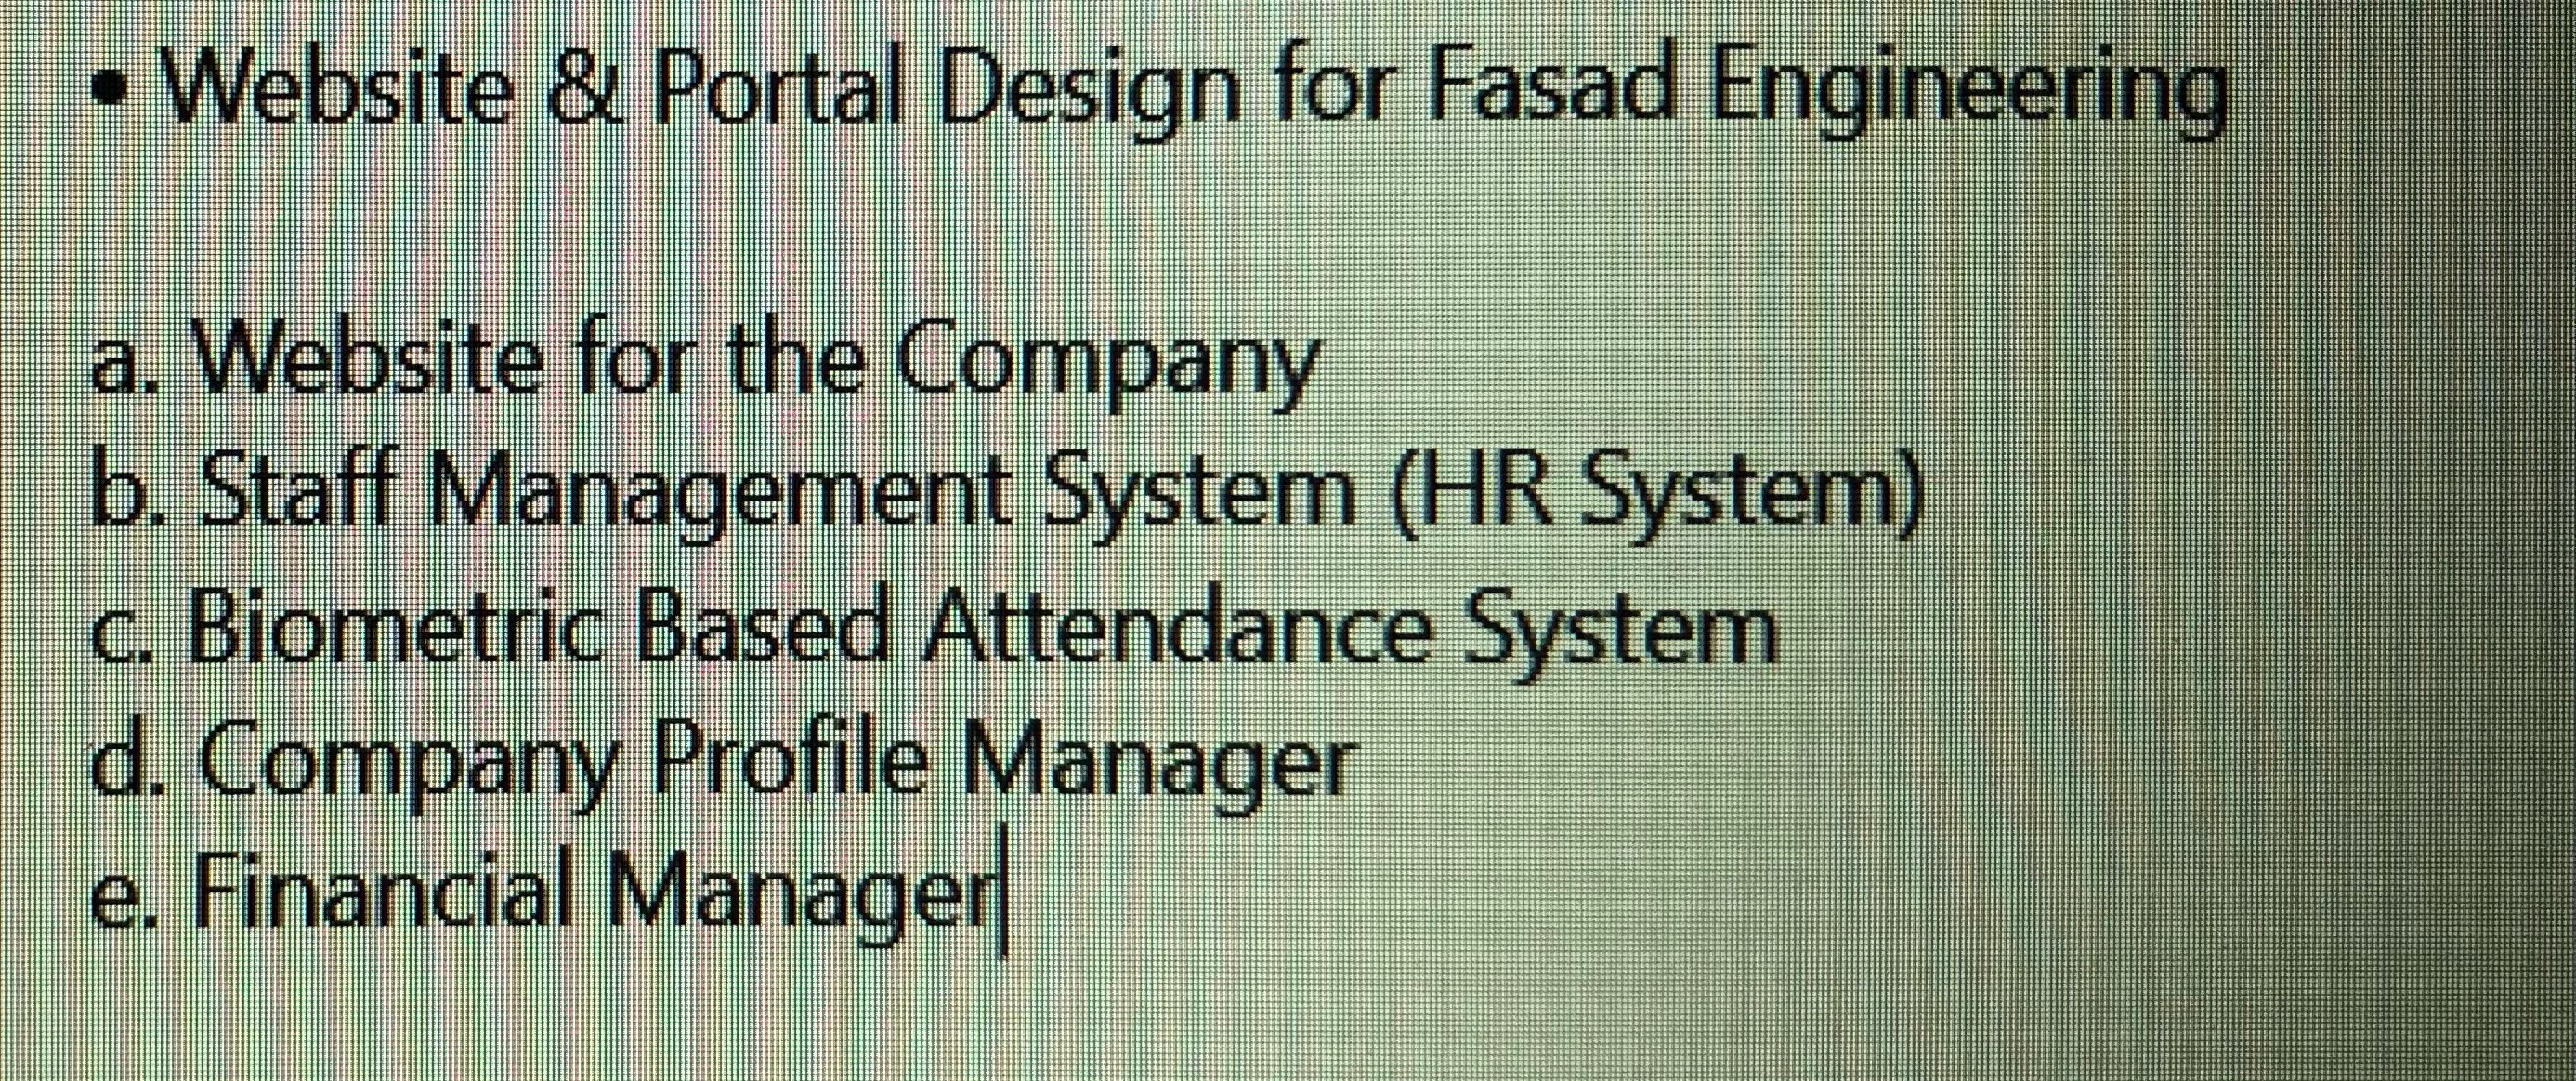 • Website & Portal Design for Fasad Engineering
a. Website for the Company
b. Staff Management System (HR System)
c. Biometric Based Attendance System
d. Company Profile Manager
e. Financial Manager